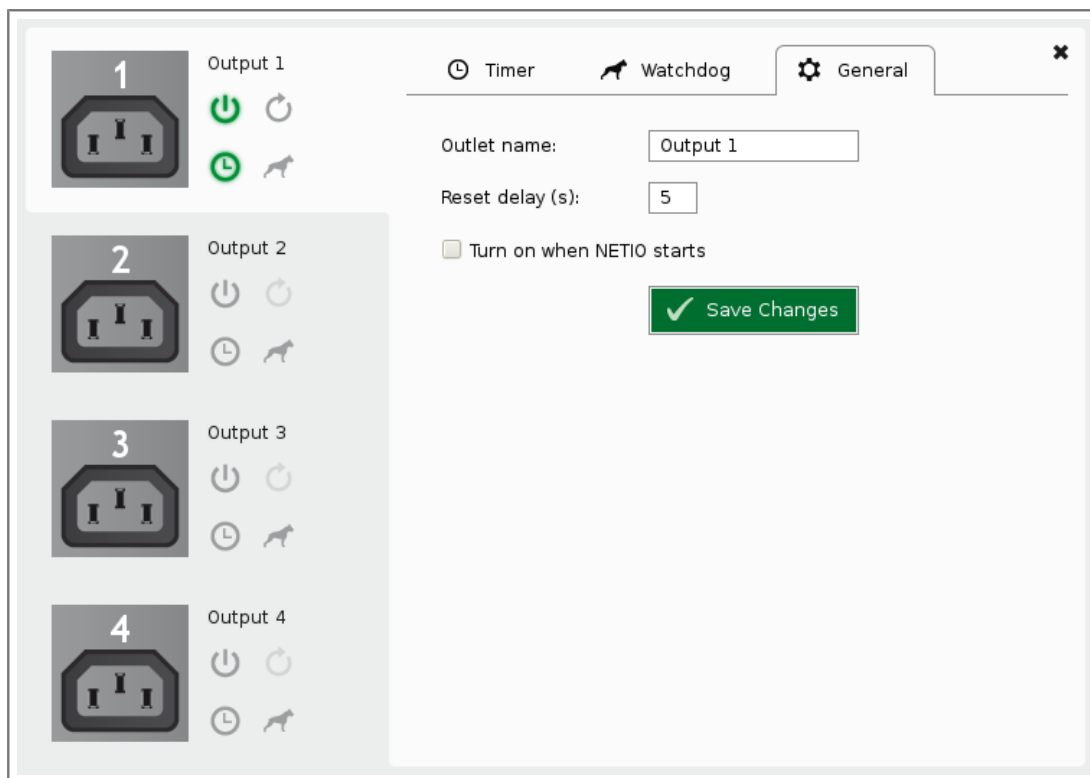 1
Output 1
Timer
Watchdog
General
Outlet name:
Output 1
Reset delay (s):
5
Turn on when NETIO starts
Save Changes
2
Output 2
3
Output 3
4
Output 4